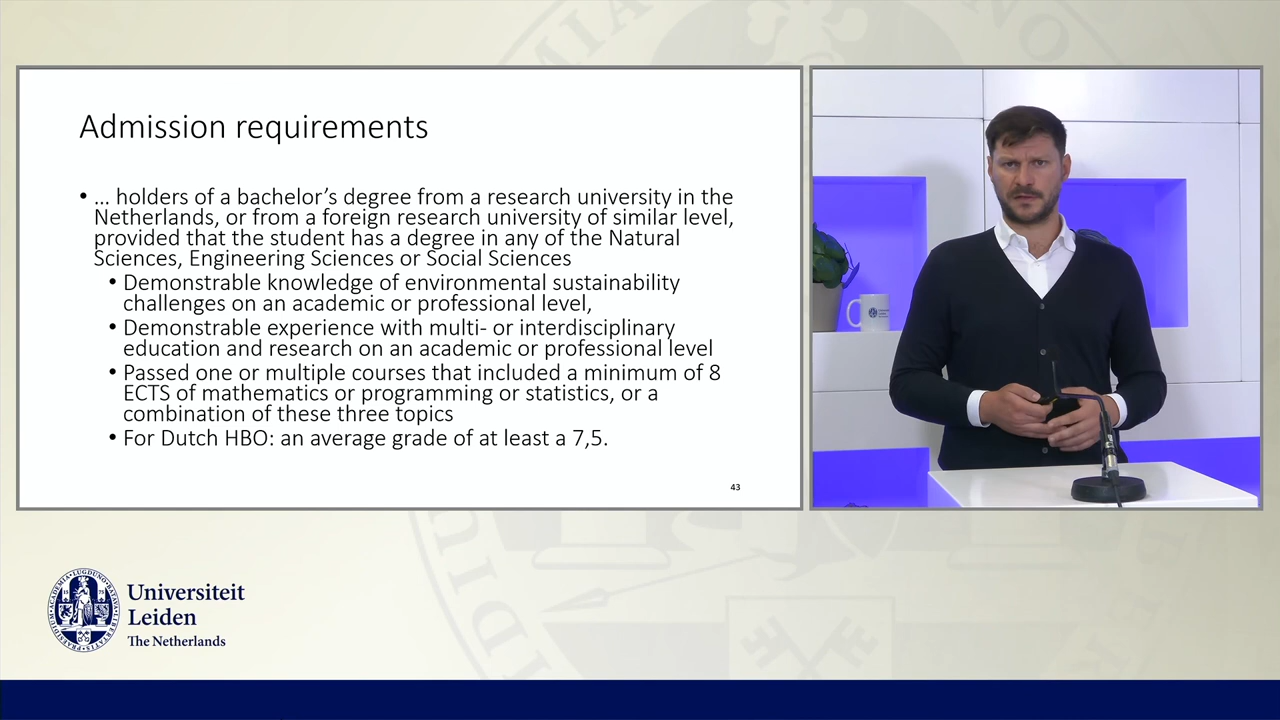 Admission requirements
• ... holders of a bachelor's degree from a research university in the
Netherlands, or from a foreign research university of similar level,
provided that the student has a degree in any of the Natural
Sciences, Engineering Sciences or Social Sciences
• Demonstrable knowledge of environmental sustainability
challenges on an academic or professional level,
• Demonstrable experience with multi- or interdisciplinary
education and research on an academic or professional level
• Passed one or multiple courses that included a minimum of 8
ECTS of mathematics or programming or statistics, or a
combination of these three topics
• For Dutch HBO: an average grade of at least a 7,5.
43
Universiteit
Leiden
The Netherlands